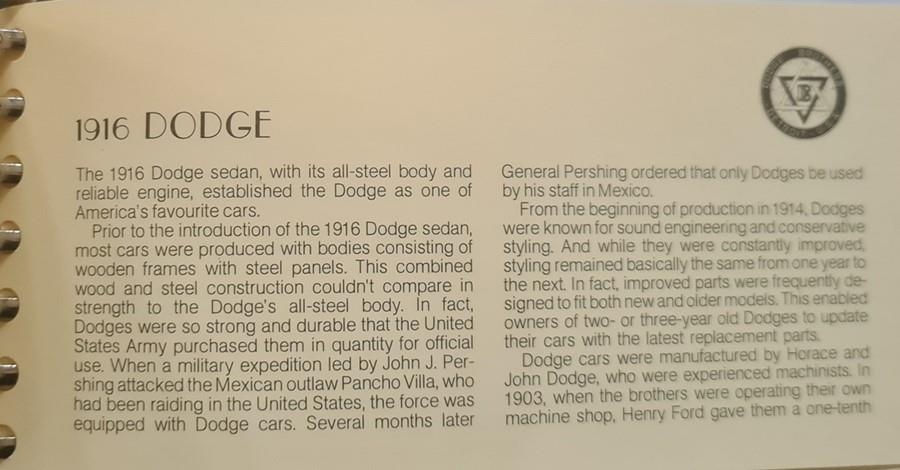 1916 DODGE
The 1916 Dodge sedan, with its all-steel body and
reliable engine, established the Dodge as one of
America's favourite cars.
Prior to the introduction of the 1916 Dodge sedan,
most cars were produced with bodies consisting of
wooden frames with steel panels. This combined
wood and steel construction couldn't compare in
strength to the Dodge's all-steel body. In fact,
Dodges were so strong and durable that the United
States Army purchased them in quantity for official
use. When a military expedition led by John J. Per-
shing attacked the Mexican outlaw Pancho Villa, who
had been raiding in the United States, the force was
equipped with Dodge cars. Several months later
DODGE BROTHERS
DB
DETROIT. U.S.A
General Pershing ordered that only Dodges be used
by his staff in Mexico.
From the beginning of production in 1914, Dodges
were known for sound engineering and conservative
styling. And while they were constantly improved,
styling remained basically the same from one year to
the next. In fact, improved parts were frequently de-
signed to fit both new and older models. This enabled
owners of two- or three-year old Dodges to update
their cars with the latest replacement parts.
Dodge cars were manufactured by Horace and
John Dodge, who were experienced machinists. In
1903, when the brothers were operating their own
machine shop, Henry Ford gave them a one-tenth